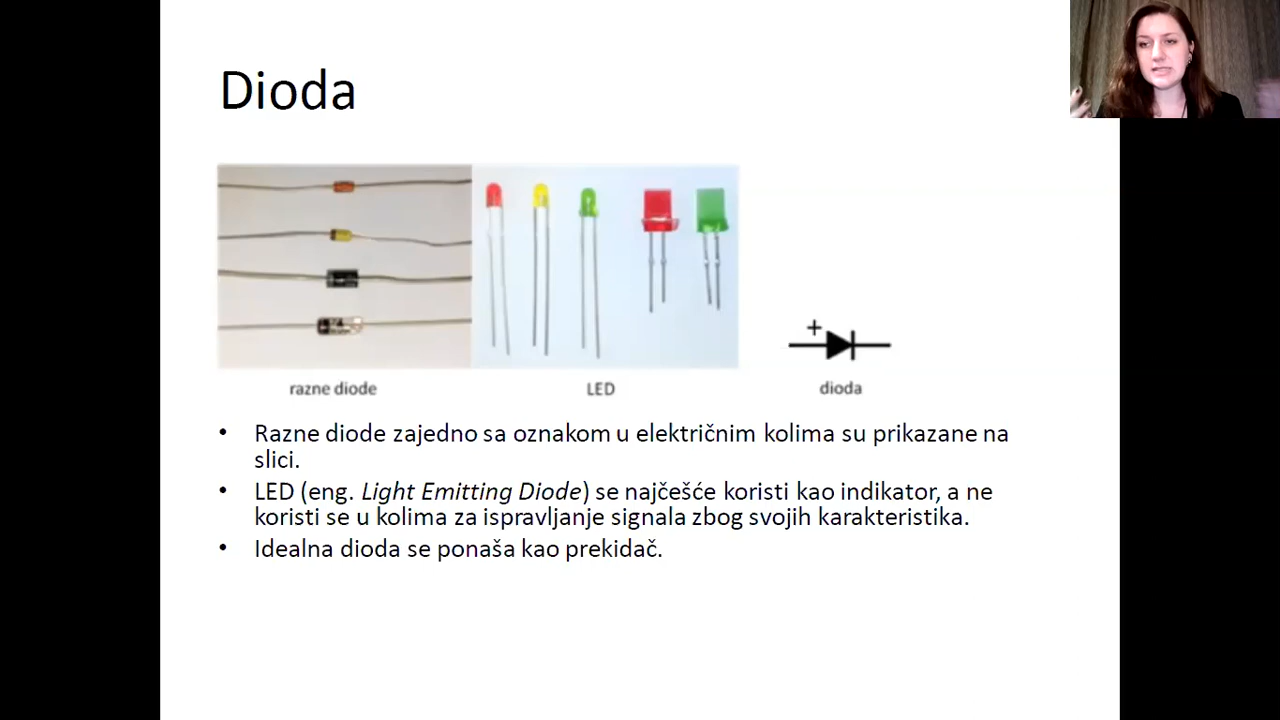 Dioda
+
razne diode
LED
dioda
• Razne diode zajedno sa oznakom u električnim kolima su prikazane na
slici.
• LED (eng. Light Emitting Diode) se najčešće koristi kao indikator, a ne
koristi se u kolima za ispravljanje signala zbog svojih karakteristika.
• Idealna dioda se ponaša kao prekidač.